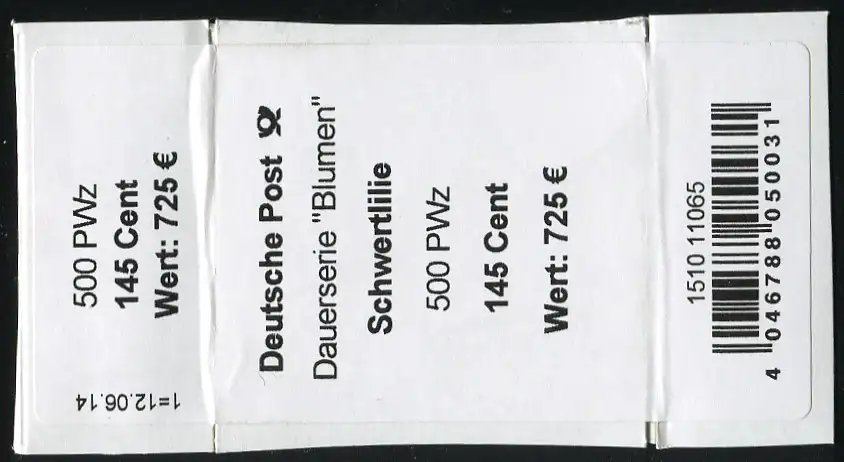 500 PWz
145 Cent
Wert: 725 €
1=12.06.14
Deutsche Post
Dauerserie "Blumen"
Schwertlilie
500 PWz
145 Cent
Wert: 725 €
1510 11065
4 046788 050031